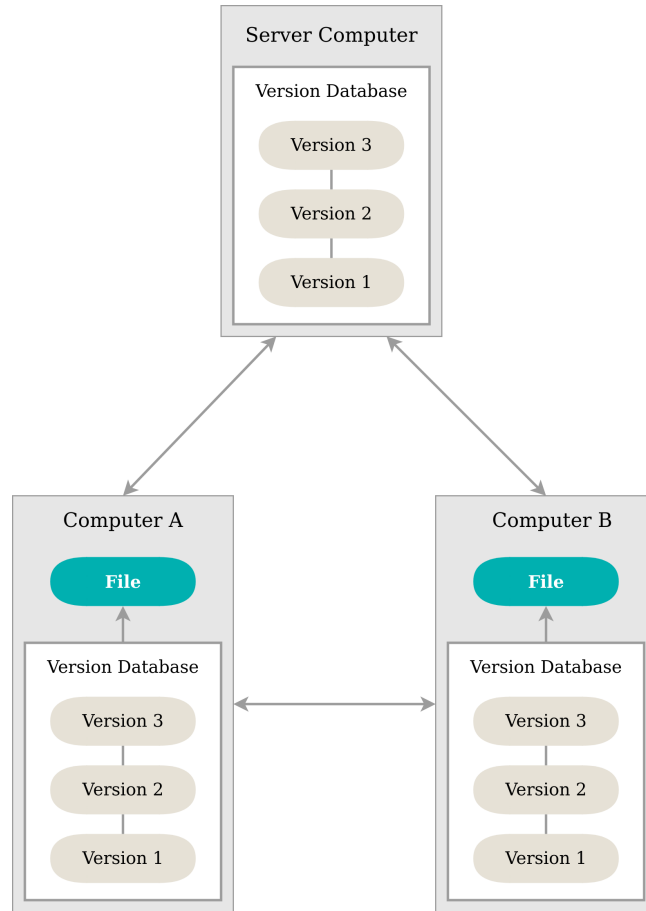 Server Computer
Version Database
Version 3
Version 2
Version 1
Computer A
File
Version Database
Version 3
Version 2
Version 1
Computer B
File
Version Database
Version 3
Version 2
Version 1